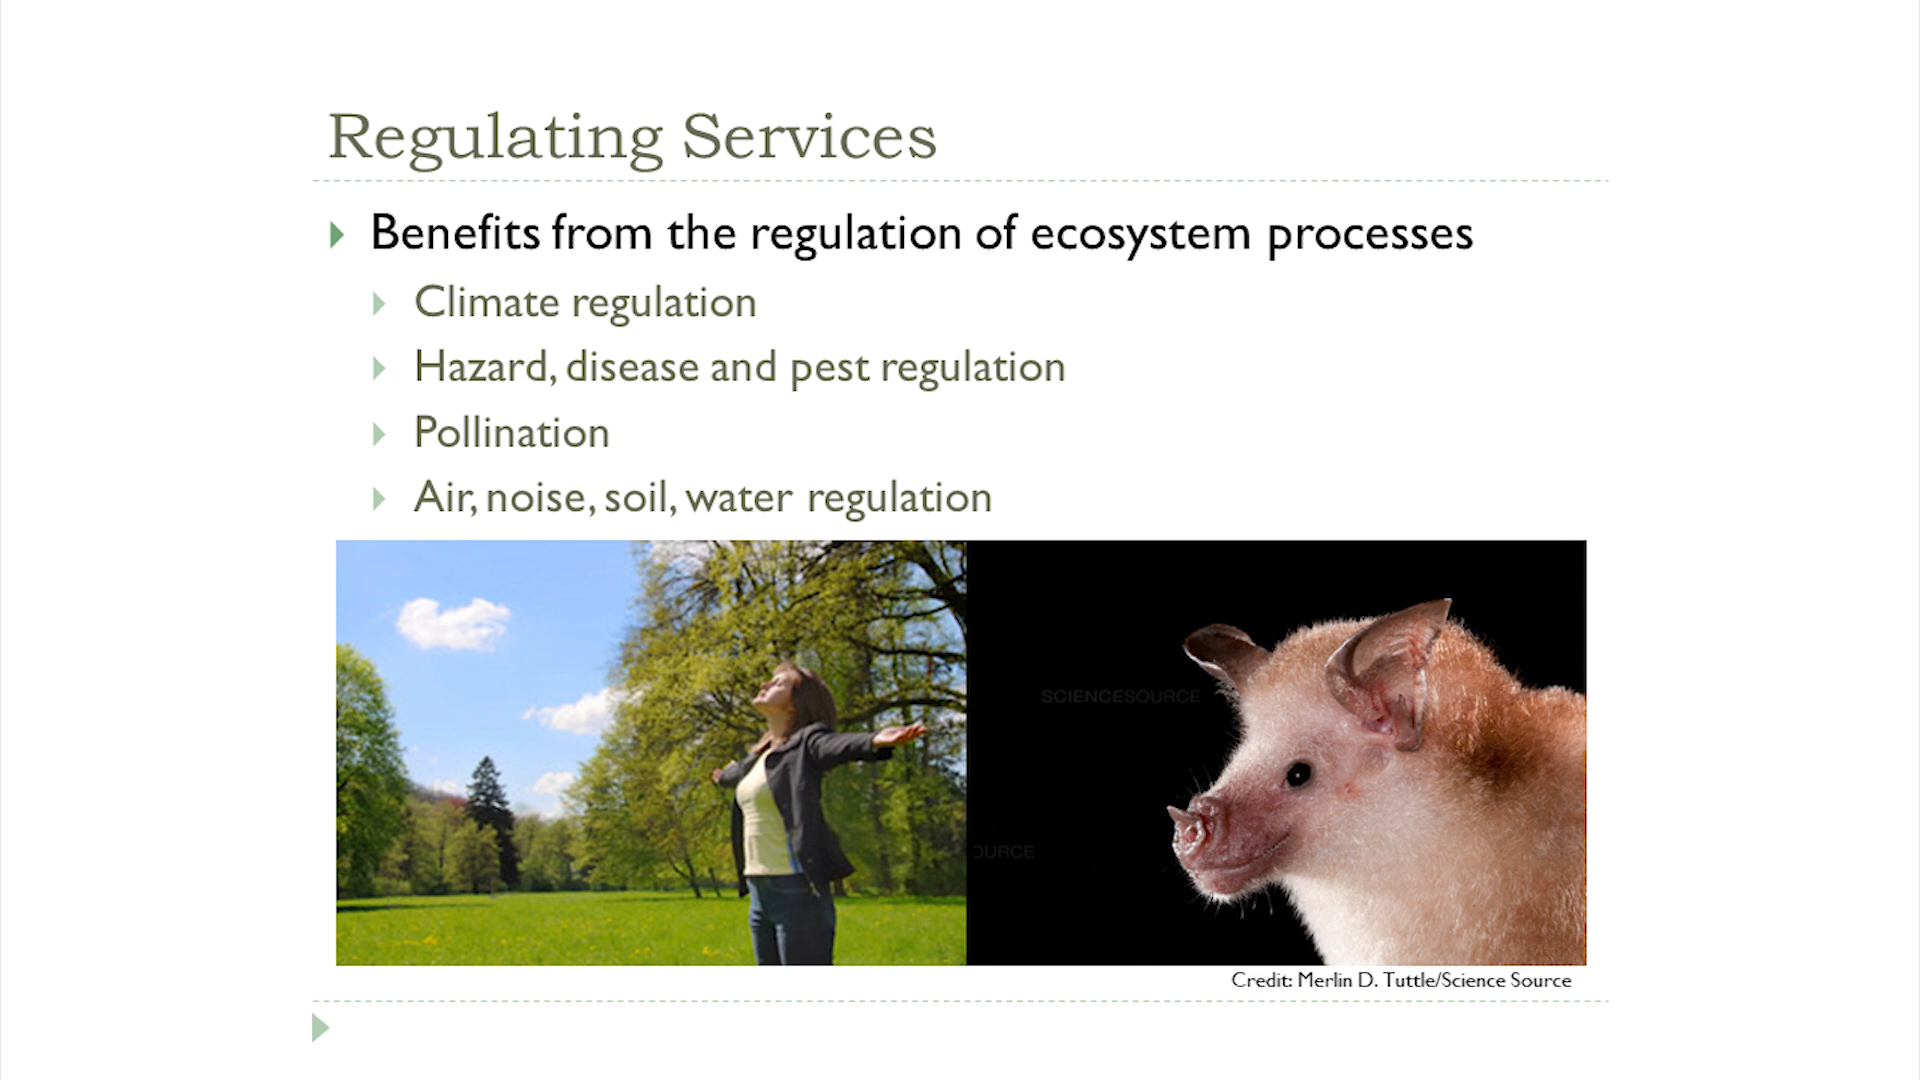 Regulating Services
Benefits from the regulation of ecosystem processes
Climate regulation
Hazard, disease and pest regulation
Pollination
Air, noise, soil, water regulation
SCIENCESOURCE
OURCE
Credit: Merlin D. Tuttle/Science Source